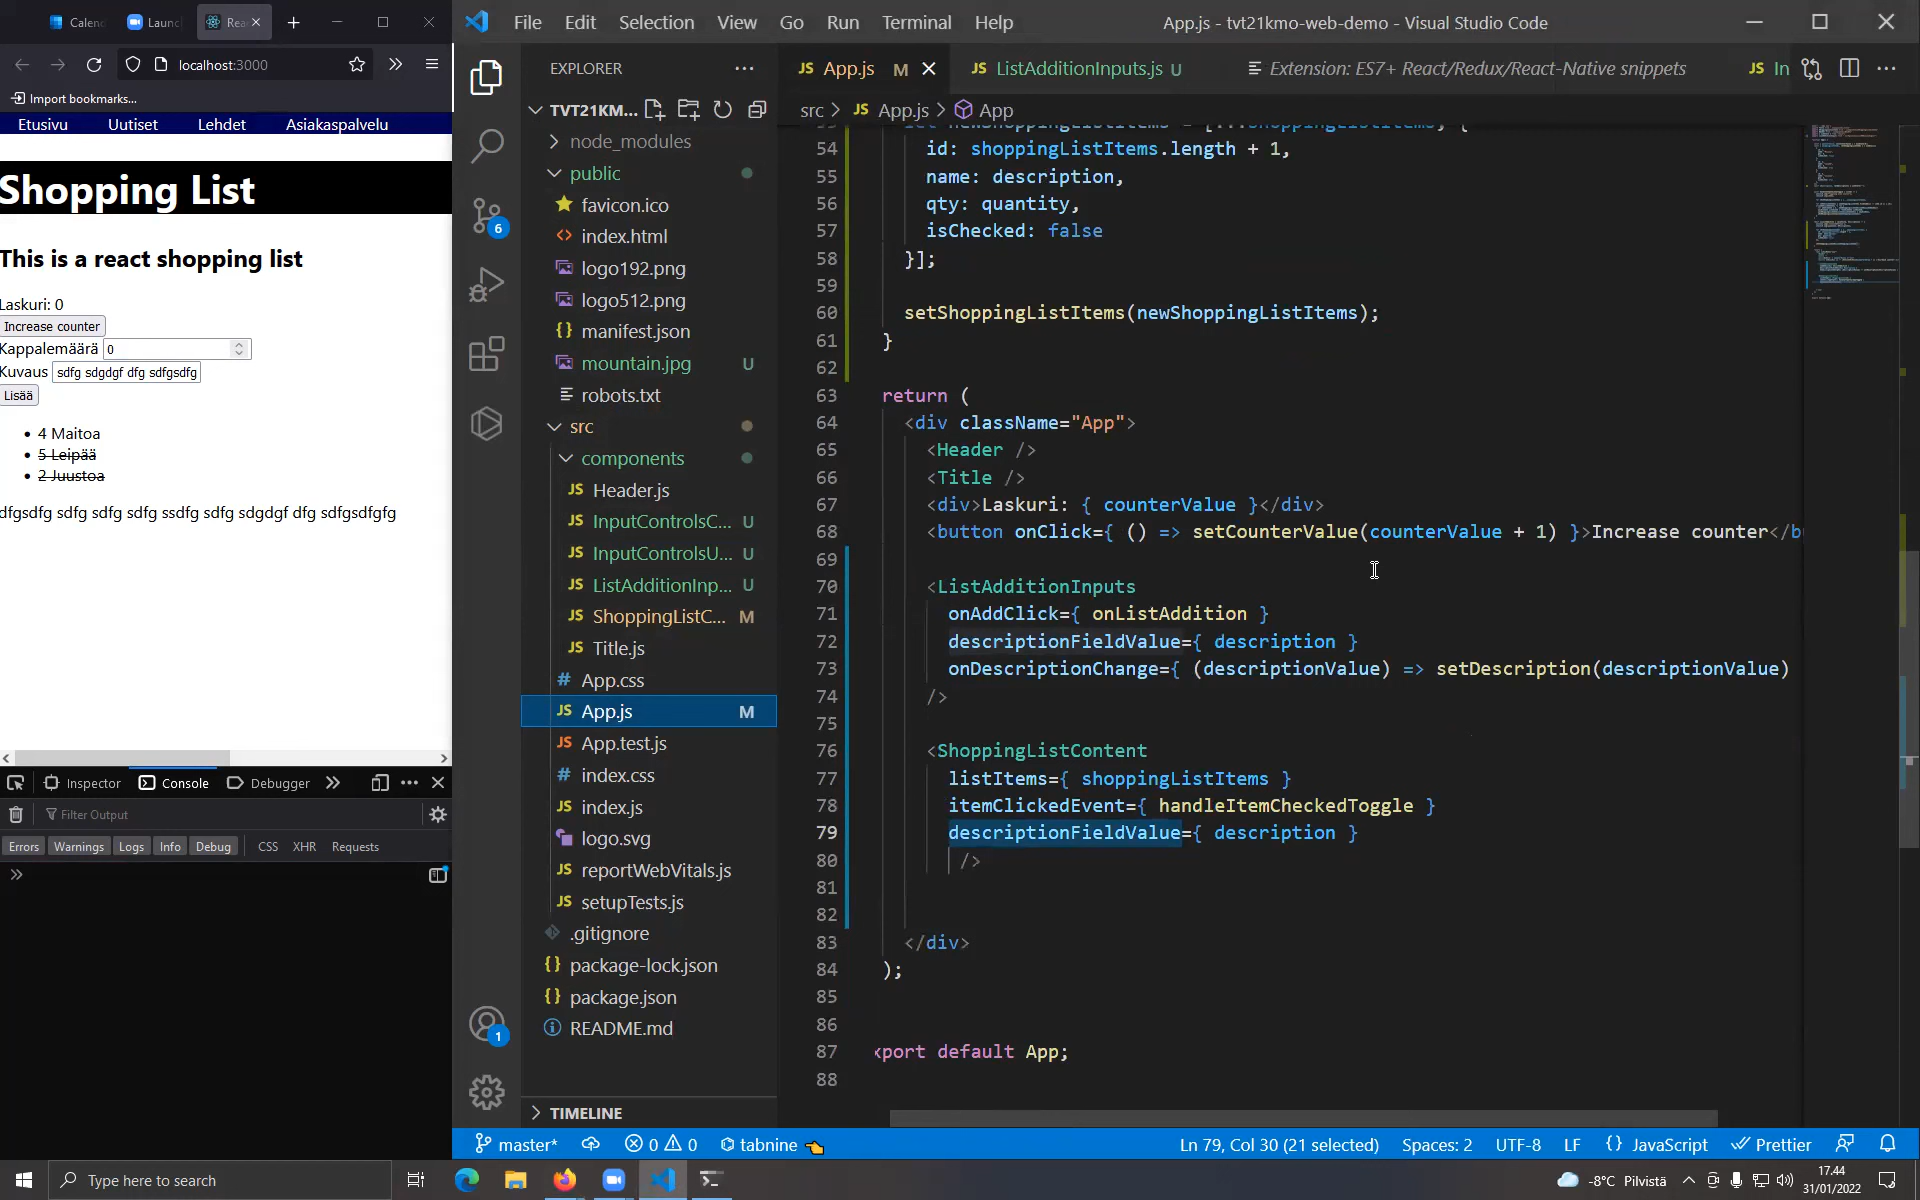 Calen
Launc
Rea
File Edit Selection View Go Run Terminal Help
App.js - tvt21kmo-web-demo - Visual Studio Code
localhost:3000
Import bookmarks...
Etusivu Uutiset Lehdet Asiakaspalvelu
Shopping List
This is a react shopping list
Laskuri: 0
Increase counter
Kappalemäärä 0
Kuvaus sdfg sdgdgf dfg sdfgsdfg
Lisää
4 Maitoa
5 Leipää
2 Juustoa
dfgsdfg sdfg sdfg sdfg ssdfg sdfg sdgdgf dfg sdfgsdfgfg
Inspector Console Debugger
Filter Output
Errors Warnings Logs Info Debug CSS XHR Requests
EXPLORER
TVT21KM...
node_modules
public
favicon.ico
index.html
logo192.png
logo512.png
manifest.json
mountain.jpg U
robots.txt
src
components
Header.js
InputControlsC... U
InputControlsU... U
ListAdditionInp... U
ShoppingListC... M
Title.js
App.css
App.js M
App.test.js
index.css
index.js
logo.svg
reportWebVitals.js
setupTests.js
.gitignore
package-lock.json
package.json
README.md
TIMELINE
6
1
App.js M
ListAdditionInputs.js U
Extension: ES7+ React/Redux/React-Native snippets
In
src > App.js > App
54 id: shoppingListItems.length + 1,
55 name: description,
56 qty: quantity,
57 isChecked: false
58 }];
59
60 setShoppingListItems(newShoppingListItems);
61 }
62
63 return (
64 <div className="App">
65 <Header />
66 <Title />
67 <div>Laskuri: { counterValue }</div>
68 <button onClick={ () => setCounterValue(counterValue + 1) }>Increase counter</bu
69
70 <ListAdditionInputs
71 onAddClick={ onListAddition }
72 descriptionFieldValue={ description }
73 onDescriptionChange={ (descriptionValue) => setDescription(descriptionValue)
74 />
75
76 <ShoppingListContent
77 listItems={ shoppingListItems }
78 itemClickedEvent={ handleItemCheckedToggle }
79 descriptionFieldValue={ description }
80 />
81
82
83 </div>
84 );
85
86
87 xport default App;
88
master* 0 0 tabnine Ln 79, Col 30 (21 selected) Spaces: 2 UTF-8 LF {} JavaScript Prettier
Type here to search
-8°C Pilvistä
17.44
31/01/2022